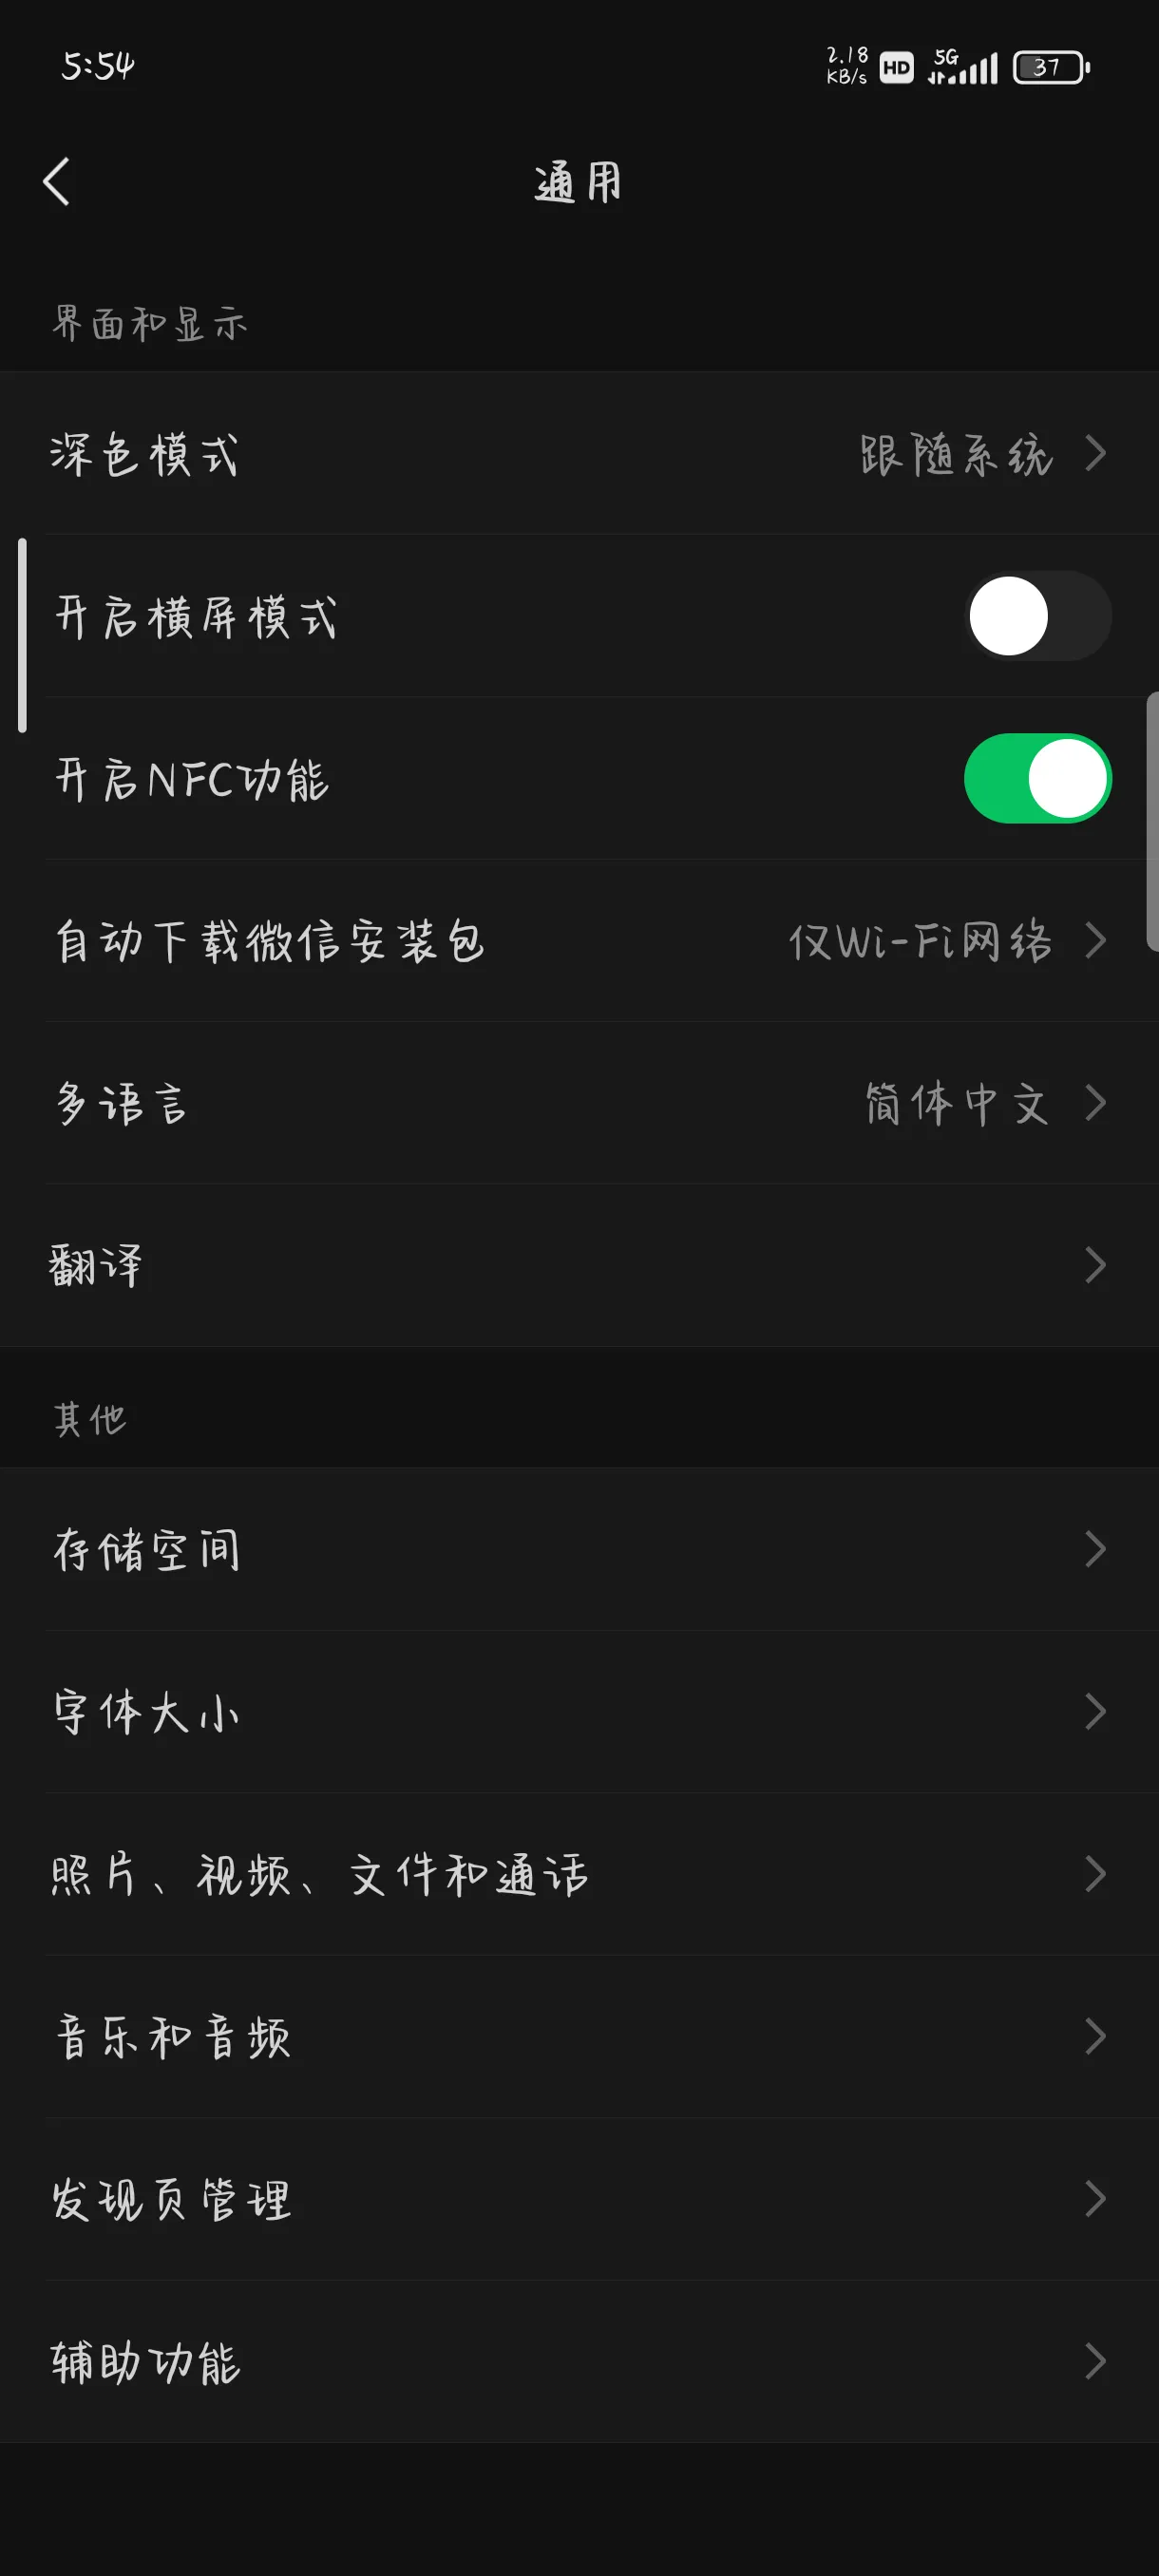 5:54
2.18 KB/s HD 5G 37
通用
界面和显示
深色模式 跟随系统
开启横屏模式
开启NFC功能
自动下载微信安装包 仅Wi-Fi网络
多语言 简体中文
翻译
其他
存储空间
字体大小
照片、视频、文件和通话
音乐和音频
发现页管理
辅助功能